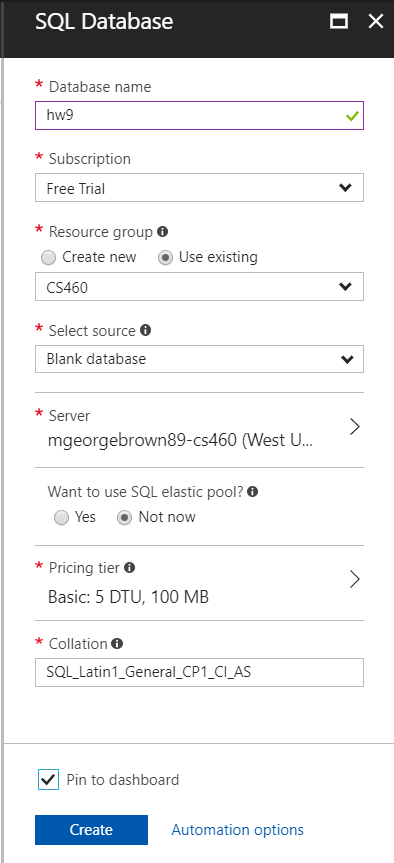 SQL Database
* Database name
hw9
* Subscription
Free Trial
* Resource group
Create new Use existing
CS460
* Select source
Blank database
* Server
mgeorgebrown89-cs460 (West U...
Want to use SQL elastic pool?
Yes Not now
* Pricing tier
Basic: 5 DTU, 100 MB
* Collation
SQL_Latin1_General_CP1_CI_AS
Pin to dashboard
Create Automation options